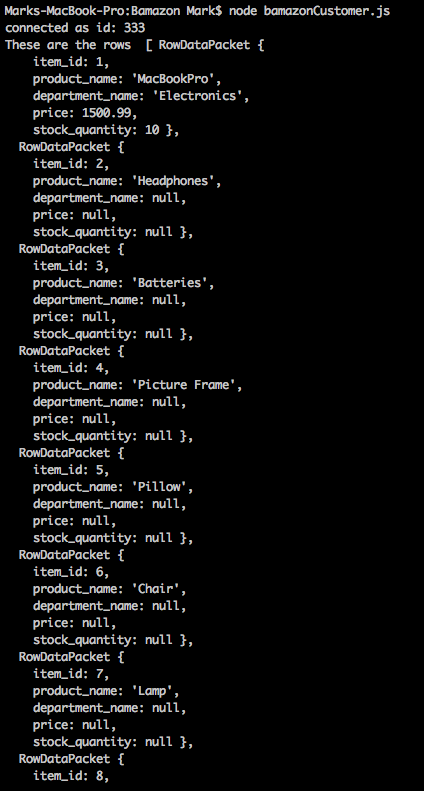 Marks-MacBook-Pro:Bamazon Mark$ node bamazonCustomer.js
connected as id: 333
These are the rows  [ RowDataPacket {
    item_id: 1,
    product_name: 'MacBookPro',
    department_name: 'Electronics',
    price: 1500.99,
    stock_quantity: 10 },
  RowDataPacket {
    item_id: 2,
    product_name: 'Headphones',
    department_name: null,
    price: null,
    stock_quantity: null },
  RowDataPacket {
    item_id: 3,
    product_name: 'Batteries',
    department_name: null,
    price: null,
    stock_quantity: null },
  RowDataPacket {
    item_id: 4,
    product_name: 'Picture Frame',
    department_name: null,
    price: null,
    stock_quantity: null },
  RowDataPacket {
    item_id: 5,
    product_name: 'Pillow',
    department_name: null,
    price: null,
    stock_quantity: null },
  RowDataPacket {
    item_id: 6,
    product_name: 'Chair',
    department_name: null,
    price: null,
    stock_quantity: null },
  RowDataPacket {
    item_id: 7,
    product_name: 'Lamp',
    department_name: null,
    price: null,
    stock_quantity: null },
  RowDataPacket {
    item_id: 8,